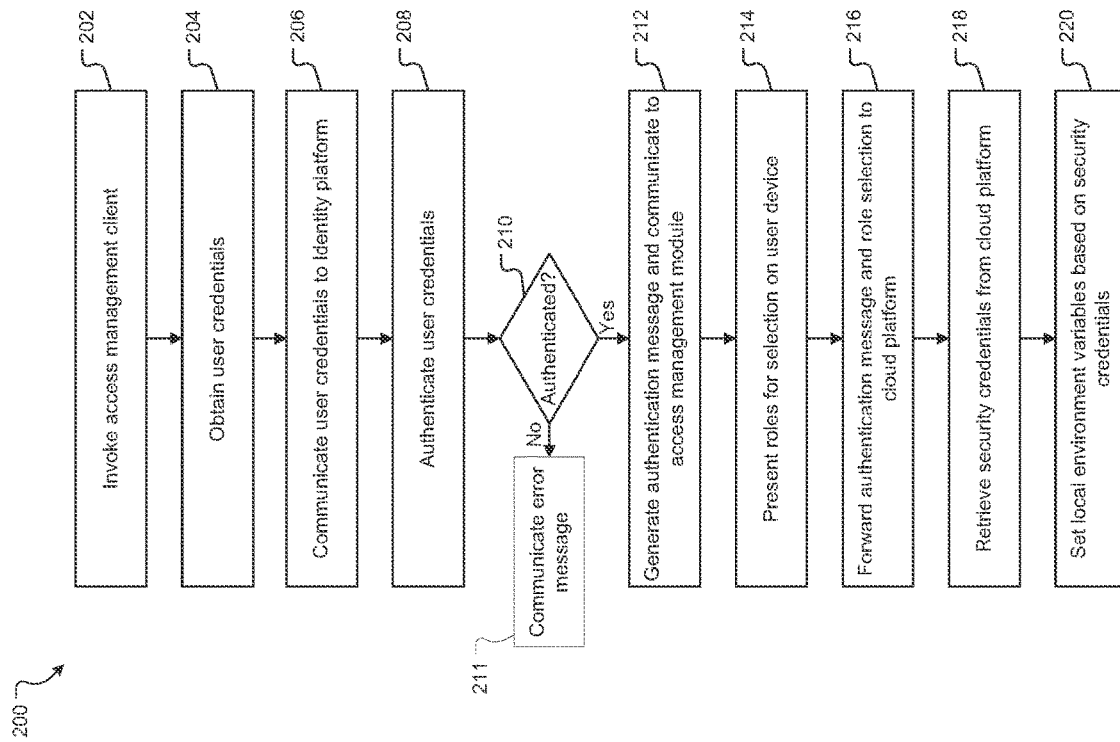 200
Invoke access management client
202
Obtain user credentials
204
Communicate user credentials to Identity platform
206
Authenticate user credentials
208
Authenticated?
210
No
Communicate error
message
211
Yes
Generate authentication message and communicate to
access management module
212
Present roles for selection on user device
214
Forward authentication message and role selection to
cloud platform
216
Retrieve security credentials from cloud platform
218
Set local environment variables based on security
credentials
220